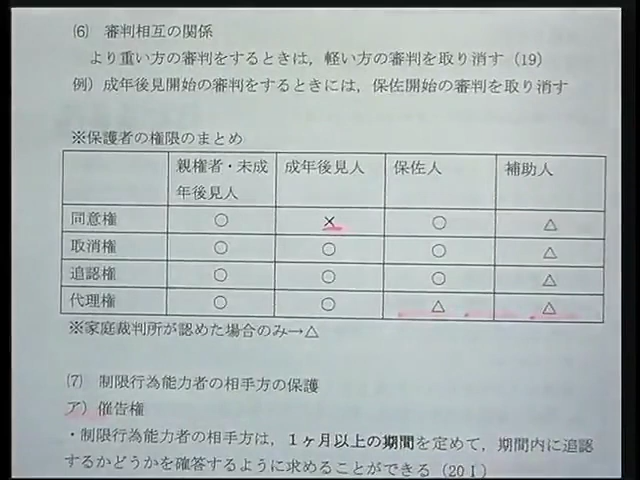 ⑹ 審判相互の関係
より重い方の審判をするときは，軽い方の審判を取り消す（19）
例）成年後見開始の審判をするときには，保佐開始の審判を取り消す
※保護者の権限のまとめ
親権者・未成年後見人 成年後見人 保佐人 補助人
同意権 ○ × ○ △
取消権 ○ ○ ○ △
追認権 ○ ○ ○ △
代理権 ○ ○ △ △
※家庭裁判所が認めた場合のみ→△
⑺ 制限行為能力者の相手方の保護
ア）催告権
・制限行為能力者の相手方は，１ヶ月以上の期間を定めて，期間内に追認
するかどうかを確答するように求めることができる（20Ⅰ）